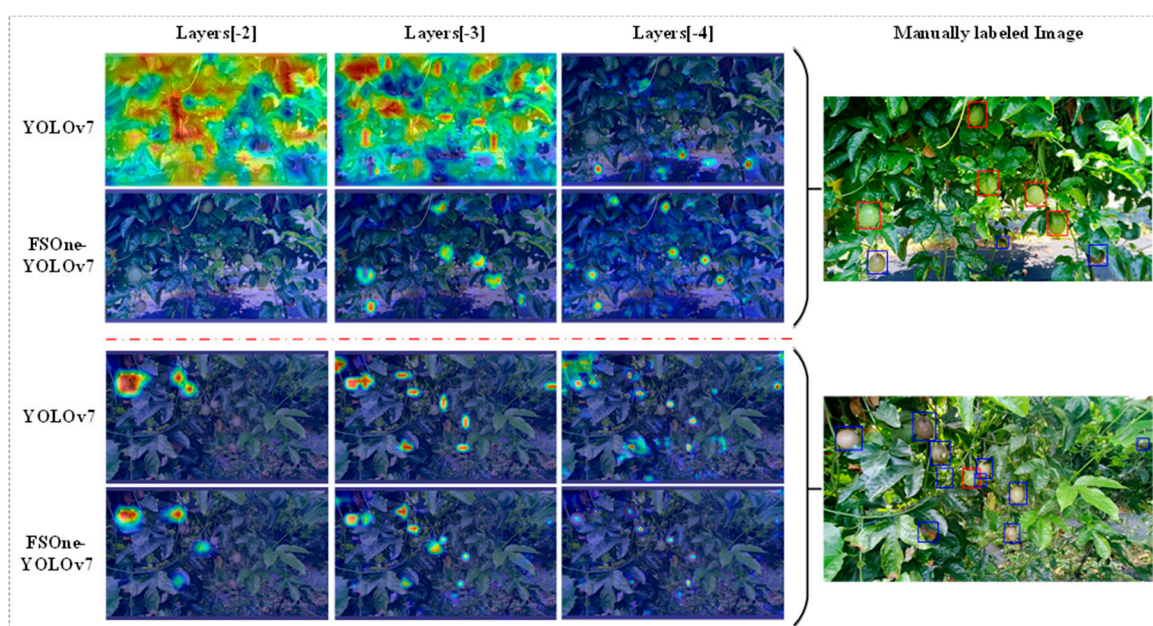 Layers[-2] Layers[-3] Layers[-4] Manually labeled Image
YOLOv7
FSOne-
YOLOv7
YOLOv7
FSOne-
YOLOv7